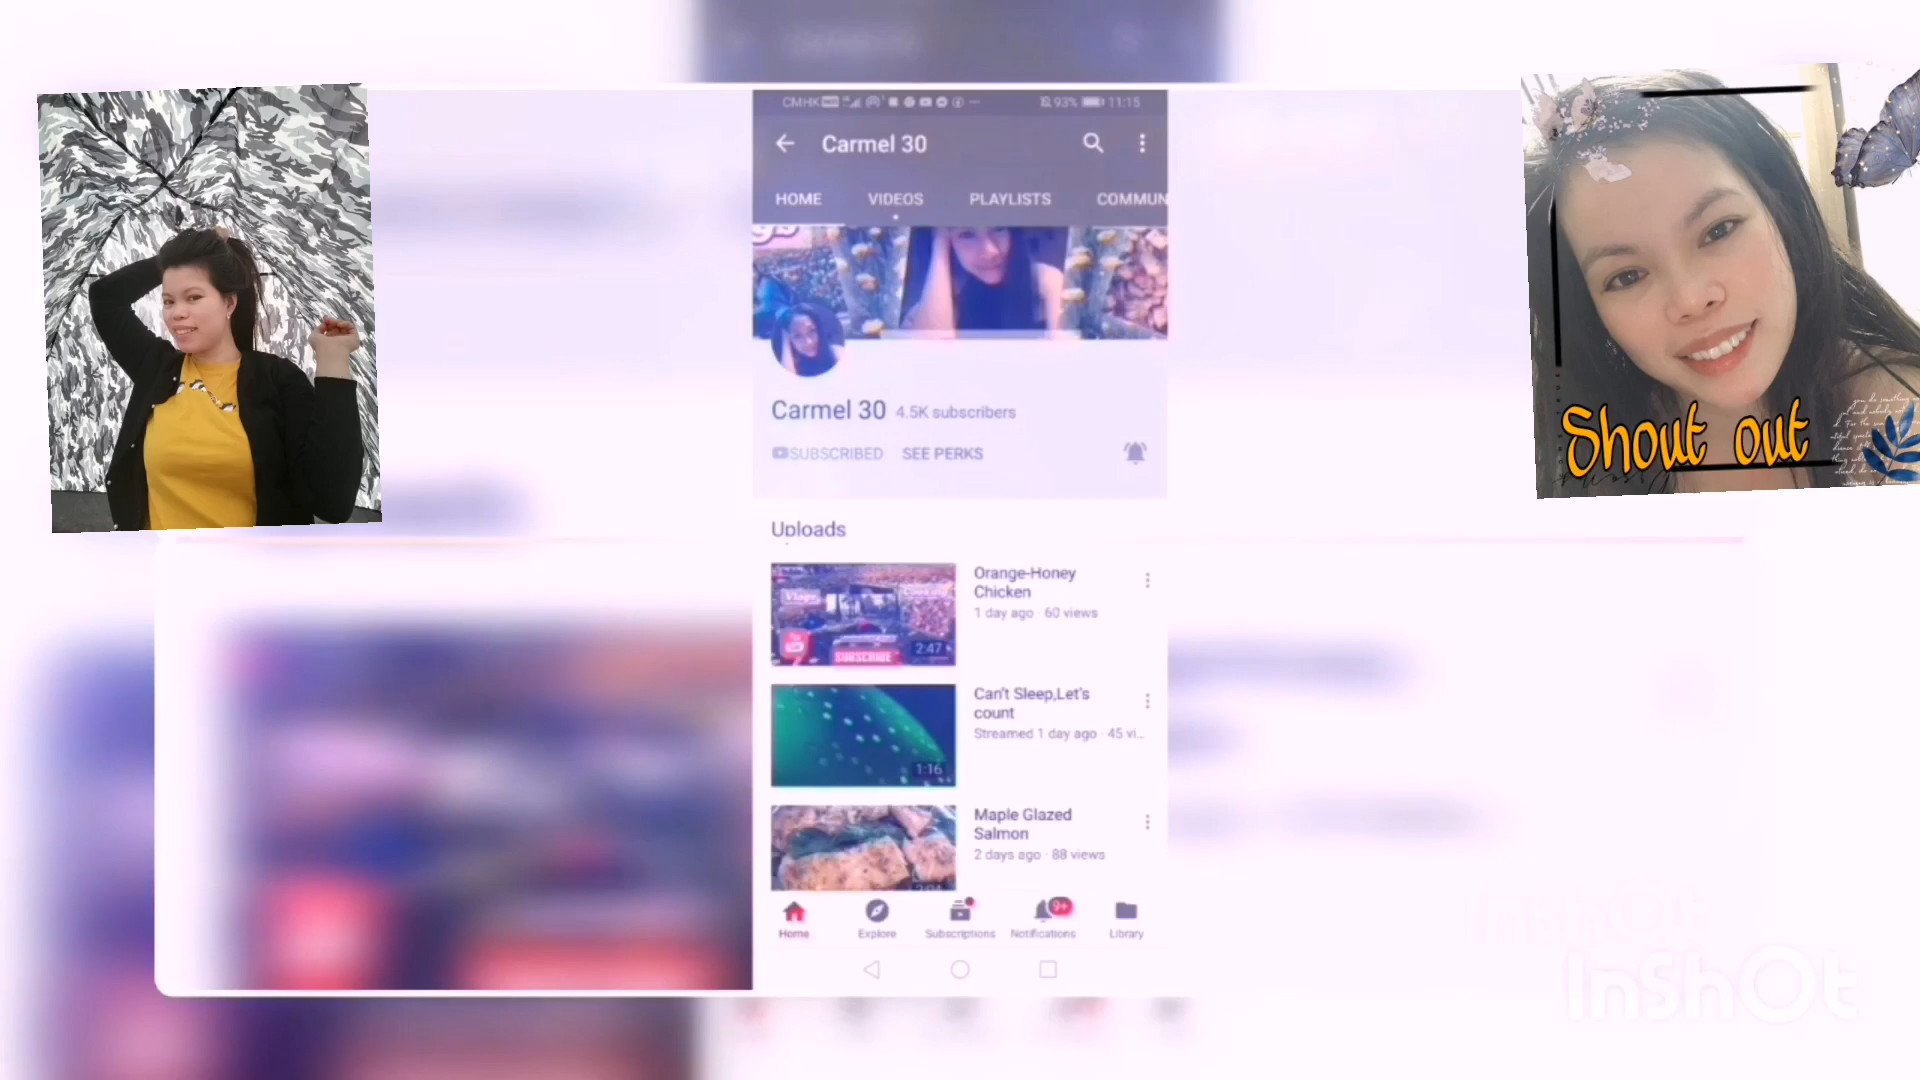 CMHK
93% 11:15
Carmel 30
HOME VIDEOS PLAYLISTS COMMUN
Carmel 30 4.5K subscribers
SUBSCRIBED SEE PERKS
Shout out
Uploads
Orange-Honey
Chicken
1 day ago · 60 views
Vlogs
SUBSCRIBE
2:47
Can't Sleep,Let's
count
Streamed 1 day ago · 45 vi...
1:16
Maple Glazed
Salmon
2 days ago · 88 views
Home Explore Subscriptions Notifications 9+ Library
InShOt